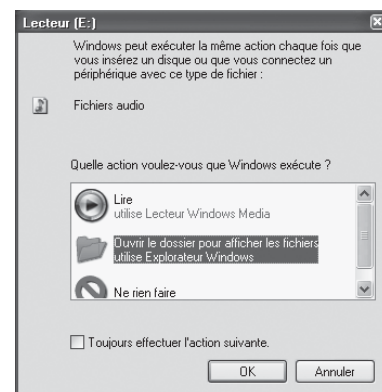 Lecteur (E:)
Windows peut exécuter la même action chaque fois que
vous insérez un disque ou que vous connectez un
périphérique avec ce type de fichier :
Fichiers audio
Quelle action voulez-vous que Windows exécute ?
Lire
utilise Lecteur Windows Media
Ouvrir le dossier pour afficher les fichiers
utilise Explorateur Windows
Ne rien faire
Toujours effectuer l'action suivante.
OK
Annuler